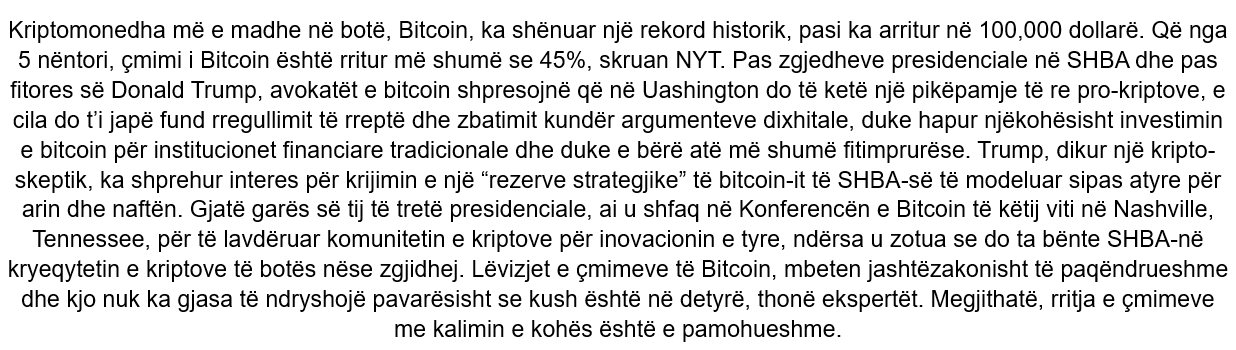 Kriptomonedha më e madhe në botë, Bitcoin, ka shënuar një rekord historik, pasi ka arritur në 100,000 dollarë. Që nga
5 nëntori, çmimi i Bitcoin është rritur më shumë se 45%, skruan NYT. Pas zgjedheve presidenciale në SHBA dhe pas
fitores së Donald Trump, avokatët e bitcoin shpresojnë që në Uashington do të ketë një pikëpamje të re pro-kriptove, e
cila do t’i japë fund rregullimit të rreptë dhe zbatimit kundër argumenteve dixhitale, duke hapur njëkohësisht investimin
e bitcoin për institucionet financiare tradicionale dhe duke e bërë atë më shumë fitimprurëse. Trump, dikur një kripto-
skeptik, ka shprehur interes për krijimin e një “rezerve strategjike” të bitcoin-it të SHBA-së të modeluar sipas atyre për
arin dhe naftën. Gjatë garës së tij të tretë presidenciale, ai u shfaq në Konferencën e Bitcoin të këtij viti në Nashville,
Tennessee, për të lavdëruar komunitetin e kriptove për inovacionin e tyre, ndërsa u zotua se do ta bënte SHBA-në
kryeqytetin e kriptove të botës nëse zgjidhej. Lëvizjet e çmimeve të Bitcoin, mbeten jashtëzakonisht të paqëndrueshme
dhe kjo nuk ka gjasa të ndryshojë pavarësisht se kush është në detyrë, thonë ekspertët. Megjithatë, rritja e çmimeve
me kalimin e kohës është e pamohueshme.